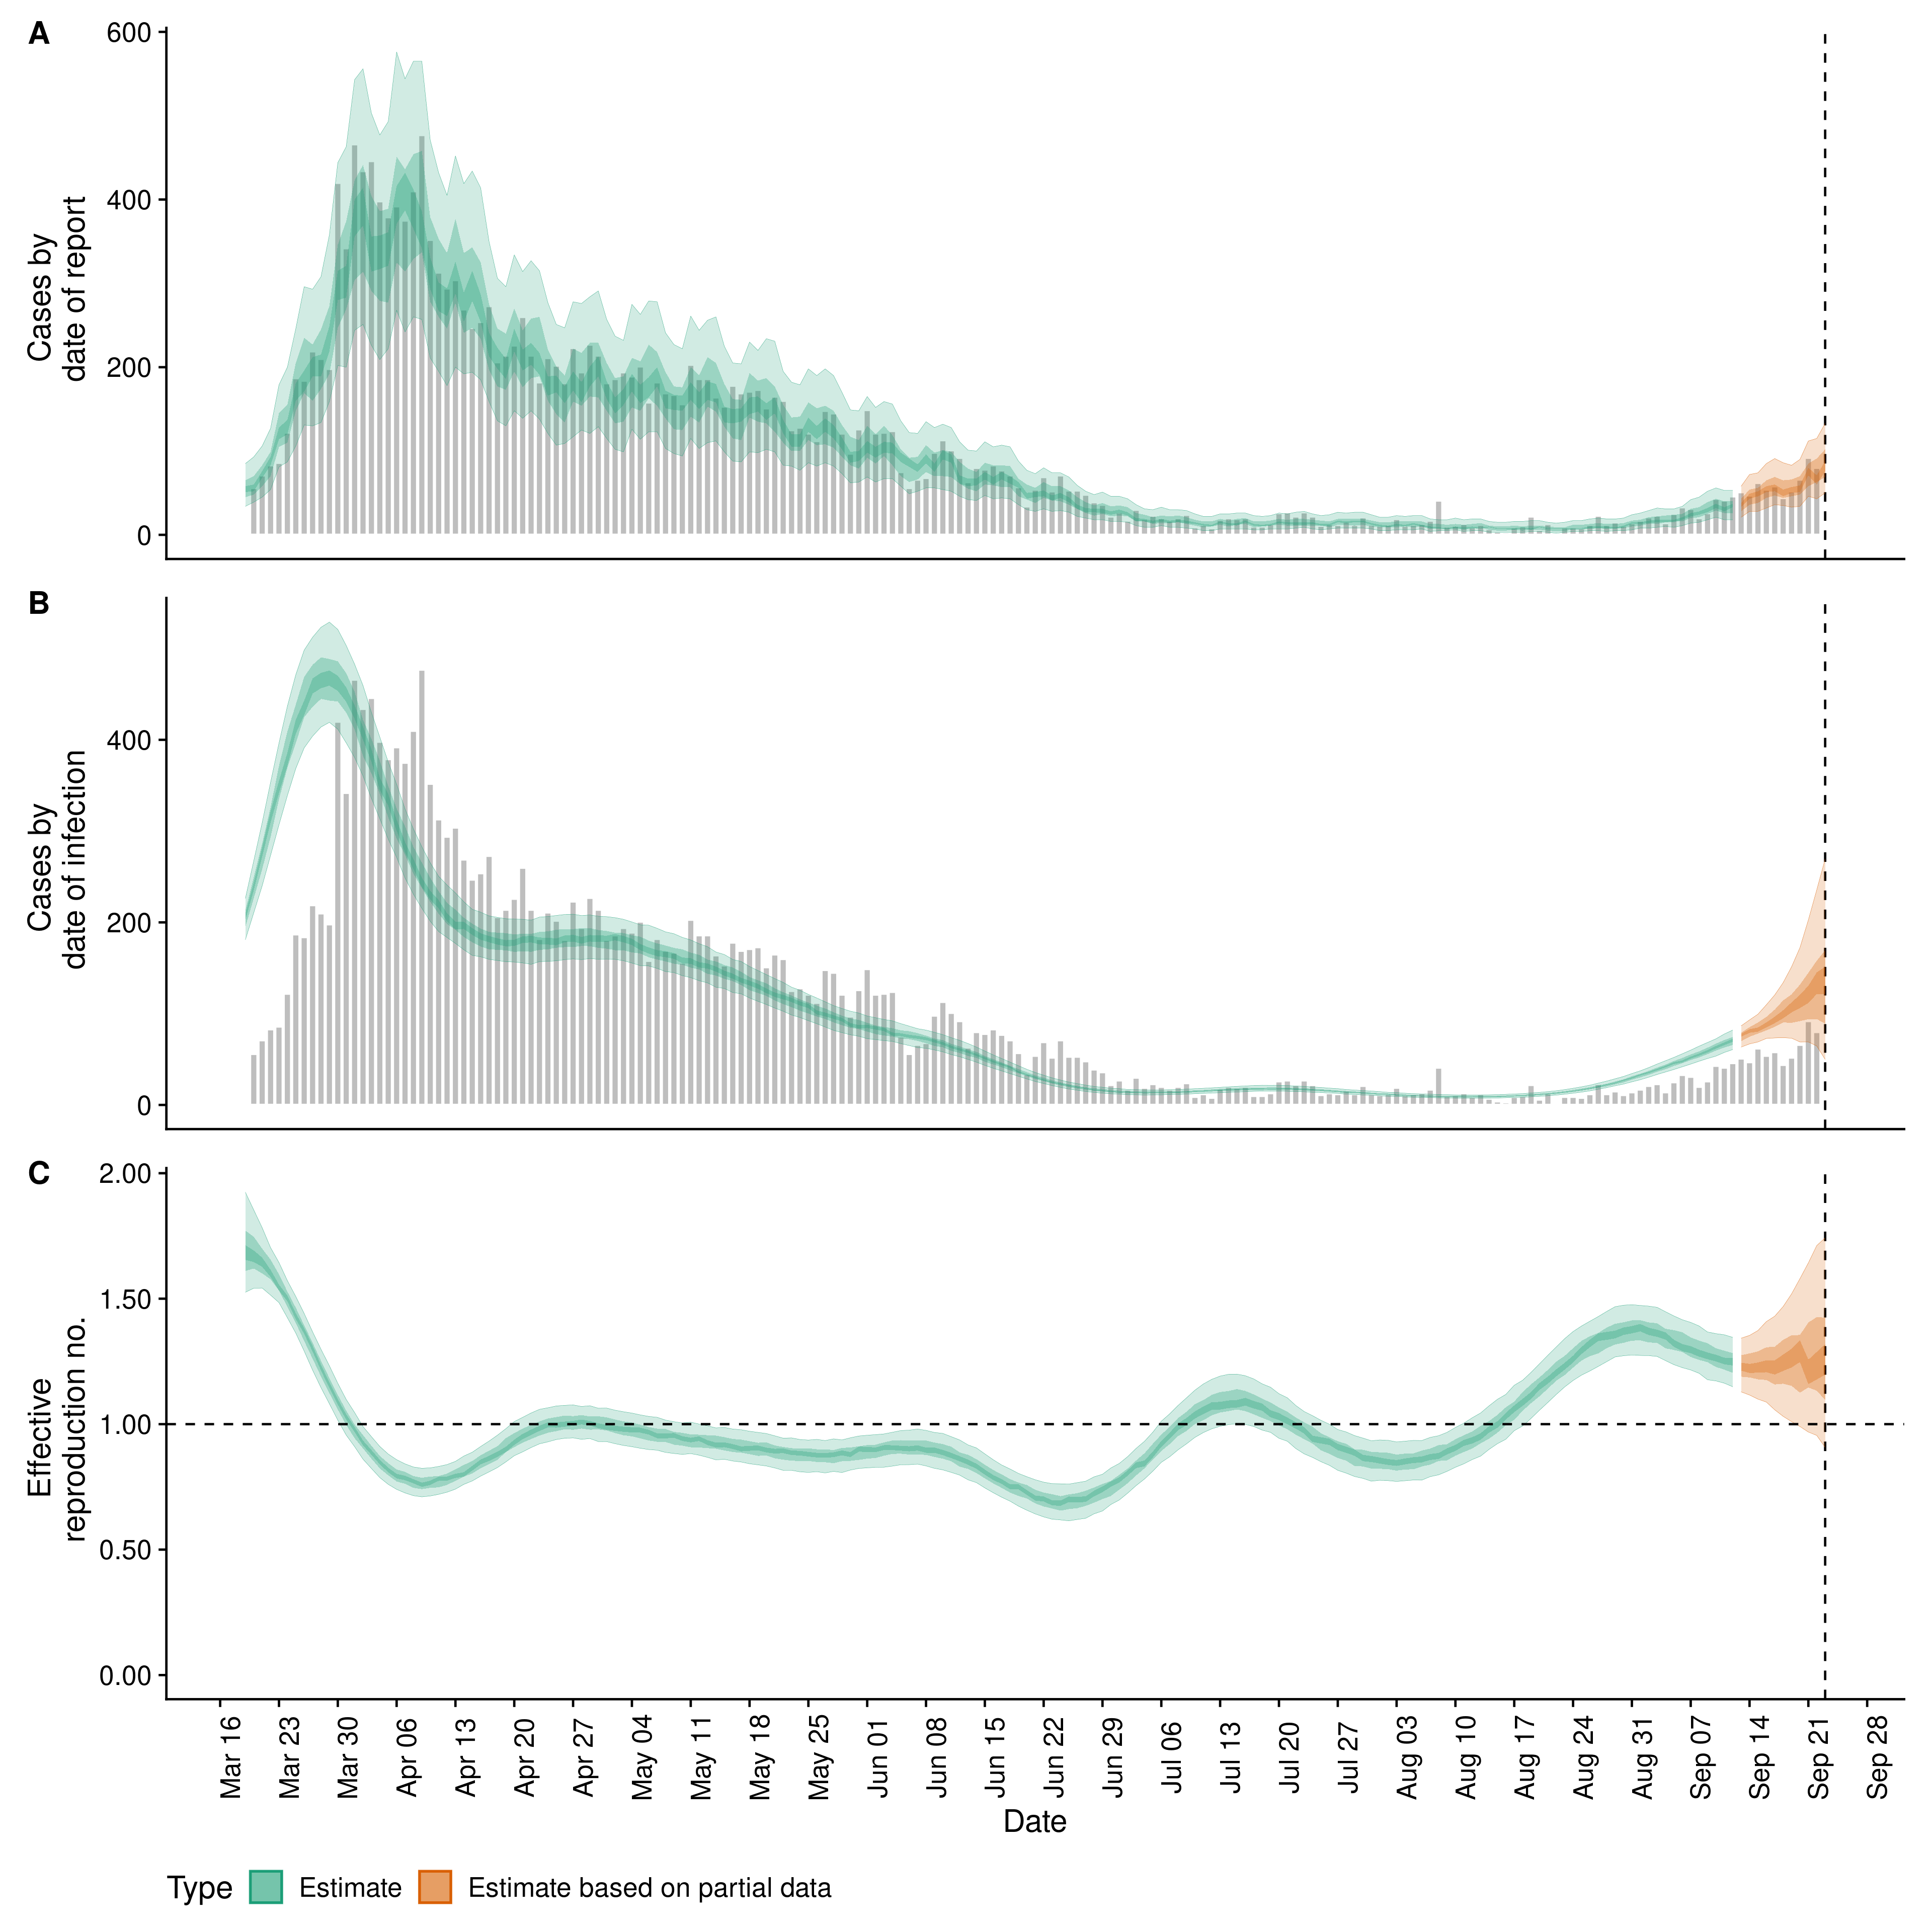 A
600
400
200
0
Cases by
date of report
B
400
200
0
Cases by
date of infection
C
2.00
1.50
1.00
0.50
0.00
Effective
reproduction no.
Mar 16
Mar 23
Mar 30
Apr 06
Apr 13
Apr 20
Apr 27
May 04
May 11
May 18
May 25
Jun 01
Jun 08
Jun 15
Jun 22
Jun 29
Jul 06
Jul 13
Jul 20
Jul 27
Aug 03
Aug 10
Aug 17
Aug 24
Aug 31
Sep 07
Sep 14
Sep 21
Sep 28
Date
Type Estimate Estimate based on partial data